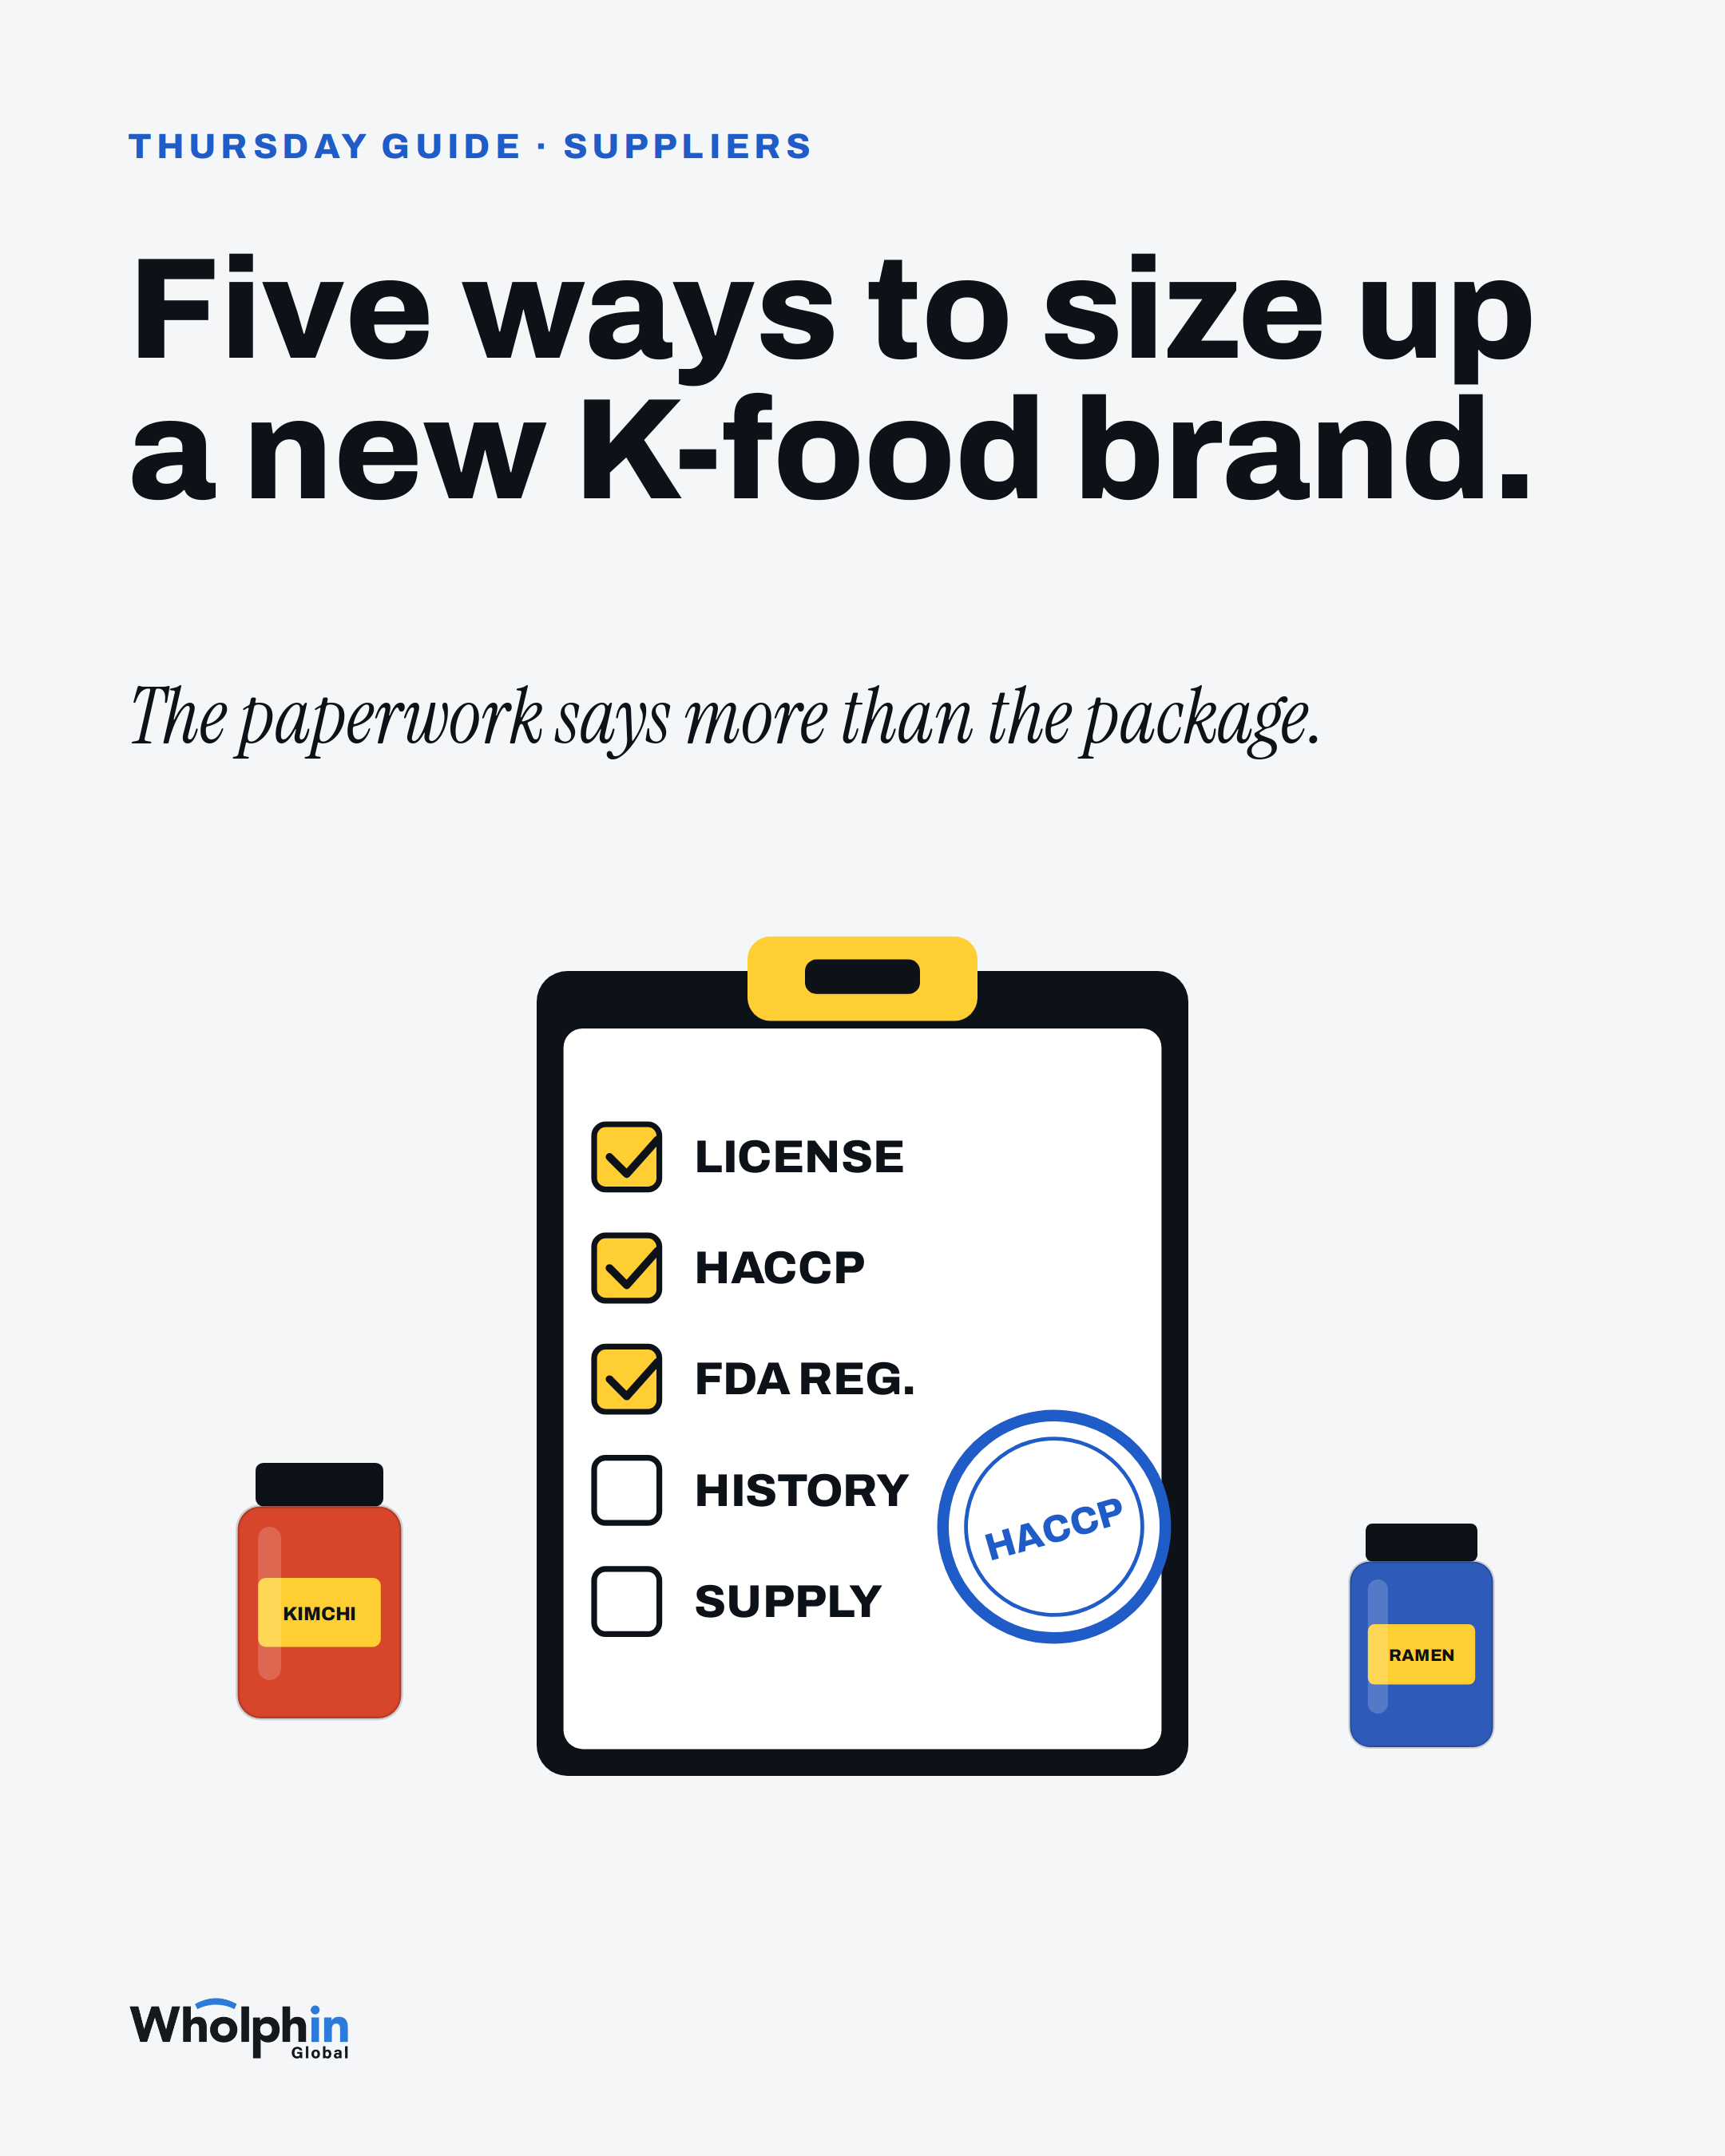 THURSDAY GUIDE · SUPPLIERS
Five ways to size up
a new K-food brand.
The paperwork says more than the package.
LICENSE
HACCP
FDA REG.
HISTORY
SUPPLY
HACCP
KIMCHI
RAMEN
Wholphin
Global